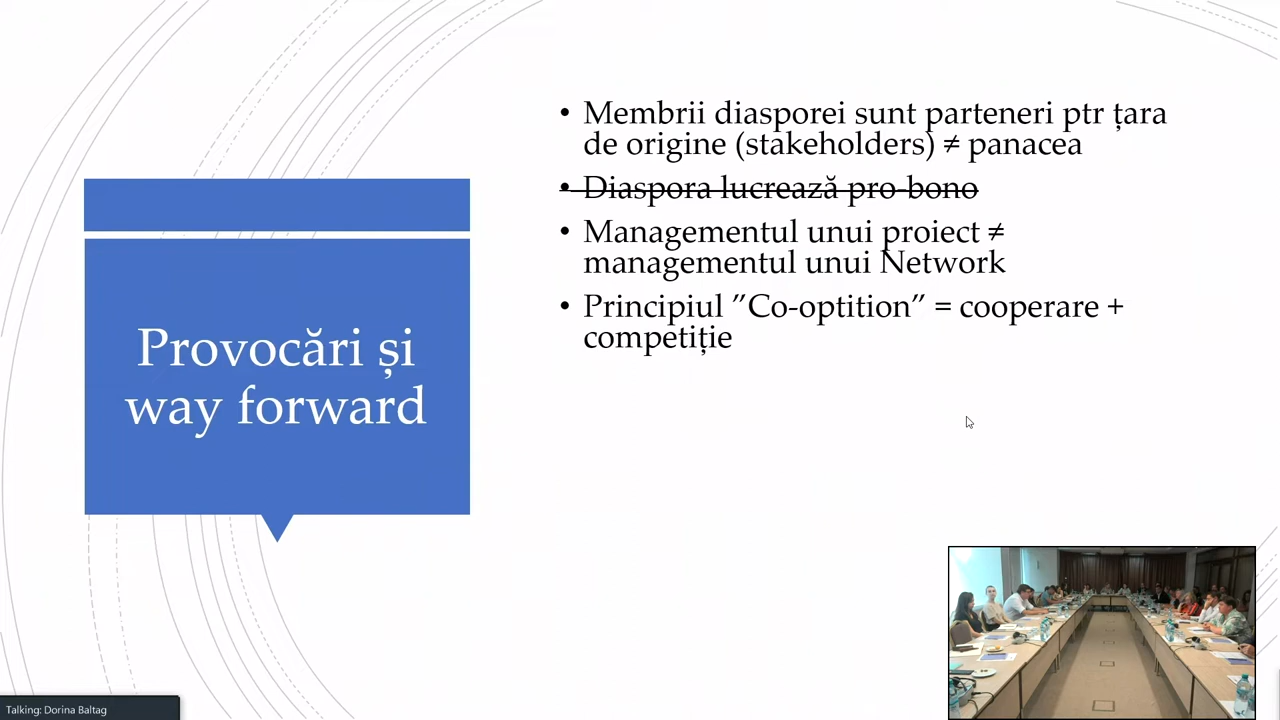 Provocări și
way forward
• Membrii diasporei sunt parteneri ptr țara
de origine (stakeholders) ≠ panacea
• Diaspora lucrează pro-bono
• Managementul unui proiect ≠
managementul unui Network
• Principiul ”Co-optition” = cooperare +
competiție
Talking: Dorina Baltag